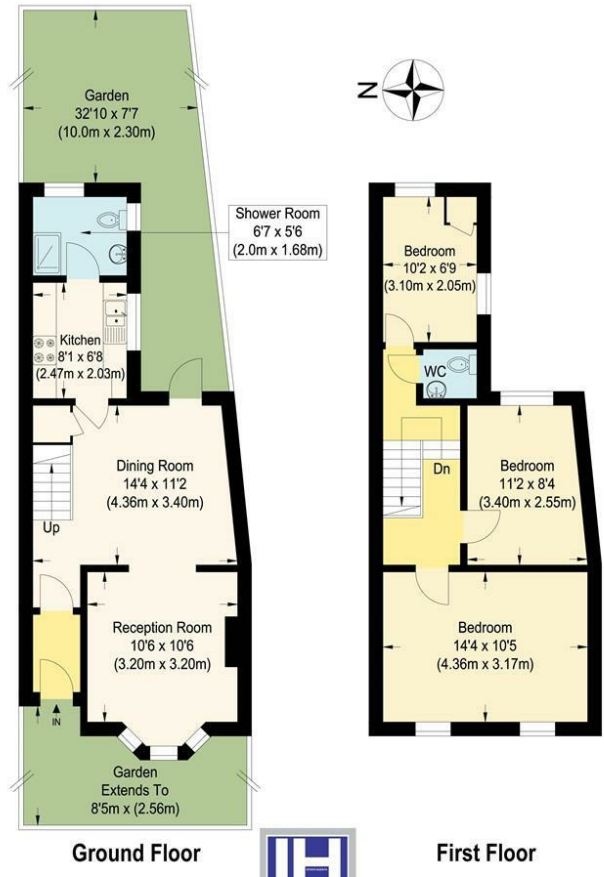 Garden
32'10 x 7'7
(10.0m x 2.30m)
N
Shower Room
6'7 x 5'6
(2.0m x 1.68m)
Kitchen
8'1 x 6'8
(2.47m x 2.03m)
Dining Room
14'4 x 11'2
(4.36m x 3.40m)
Up
Reception Room
10'6 x 10'6
(3.20m x 3.20m)
IN
Garden
Extends To
8'5m x (2.56m)
Ground Floor
Bedroom
10'2 x 6'9
(3.10m x 2.05m)
WC
Dn
Bedroom
11'2 x 8'4
(3.40m x 2.55m)
Bedroom
14'4 x 10'5
(4.36m x 3.17m)
First Floor